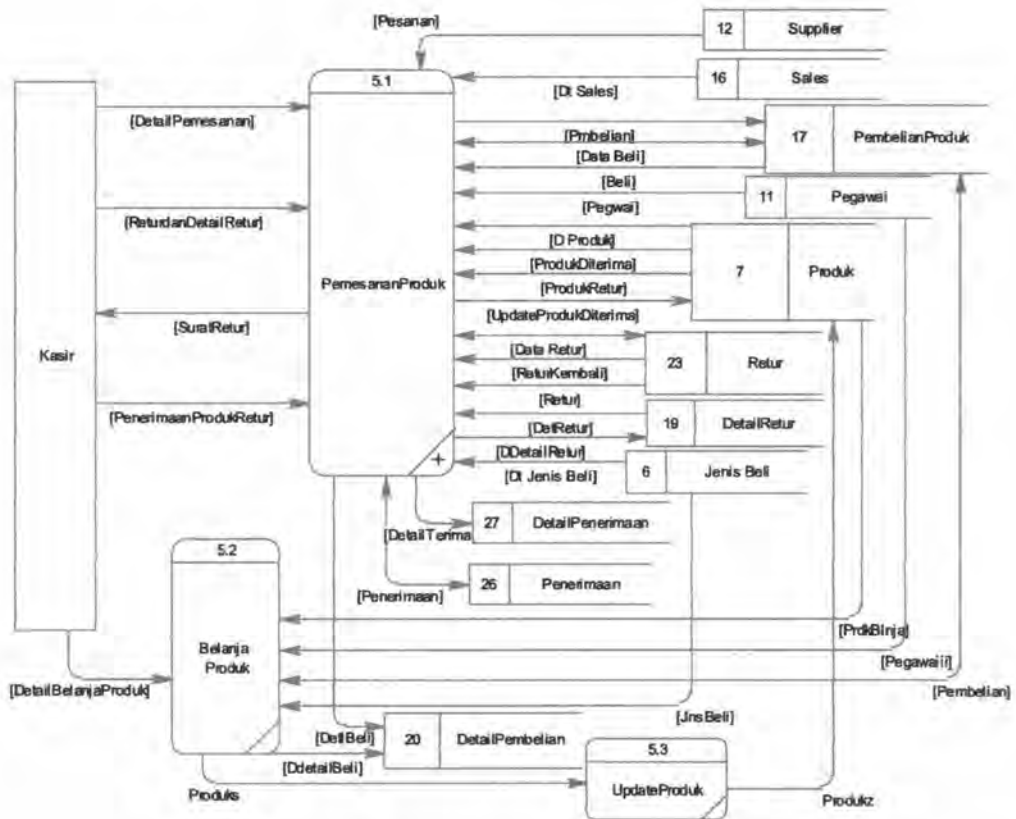 [Pesanan]
12 Supplier
5.1
16 Sales
[Dt Sales]
[DetailPemesanan]
[Pmbelian]
17 PembelianProduk
[Data Beli]
[Beli]
11 Pegawai
[Pegwai]
[ReturdanDetailRetur]
[D Produk]
[ProdukDiterima]
7 Produk
PemesananProduk
[ProdukRetur]
[UpdateProdukDiterima]
[SuratRetur]
Kasir
[Data Retur]
23 Retur
[ReturKembali]
[Retur]
[PenerimaanProdukRetur]
19 DetailRetur
[DetRetur]
[DDetailRetur]
+
6 Jenis Beli
[Dt Jenis Beli]
27 DetailPenerimaan
[DetailTerima
5.2
26 Penerimaan
[Penerimaan]
[PrdkBlnja]
Belanja
Produk
[Pegawaii]
[DetailBelanjaProduk]
[Pembelian]
[JnsBeli]
[DetlBeli]
20 DetailPembelian
5.3
[DdetailBeli]
Produks
UpdateProduk
Produkz